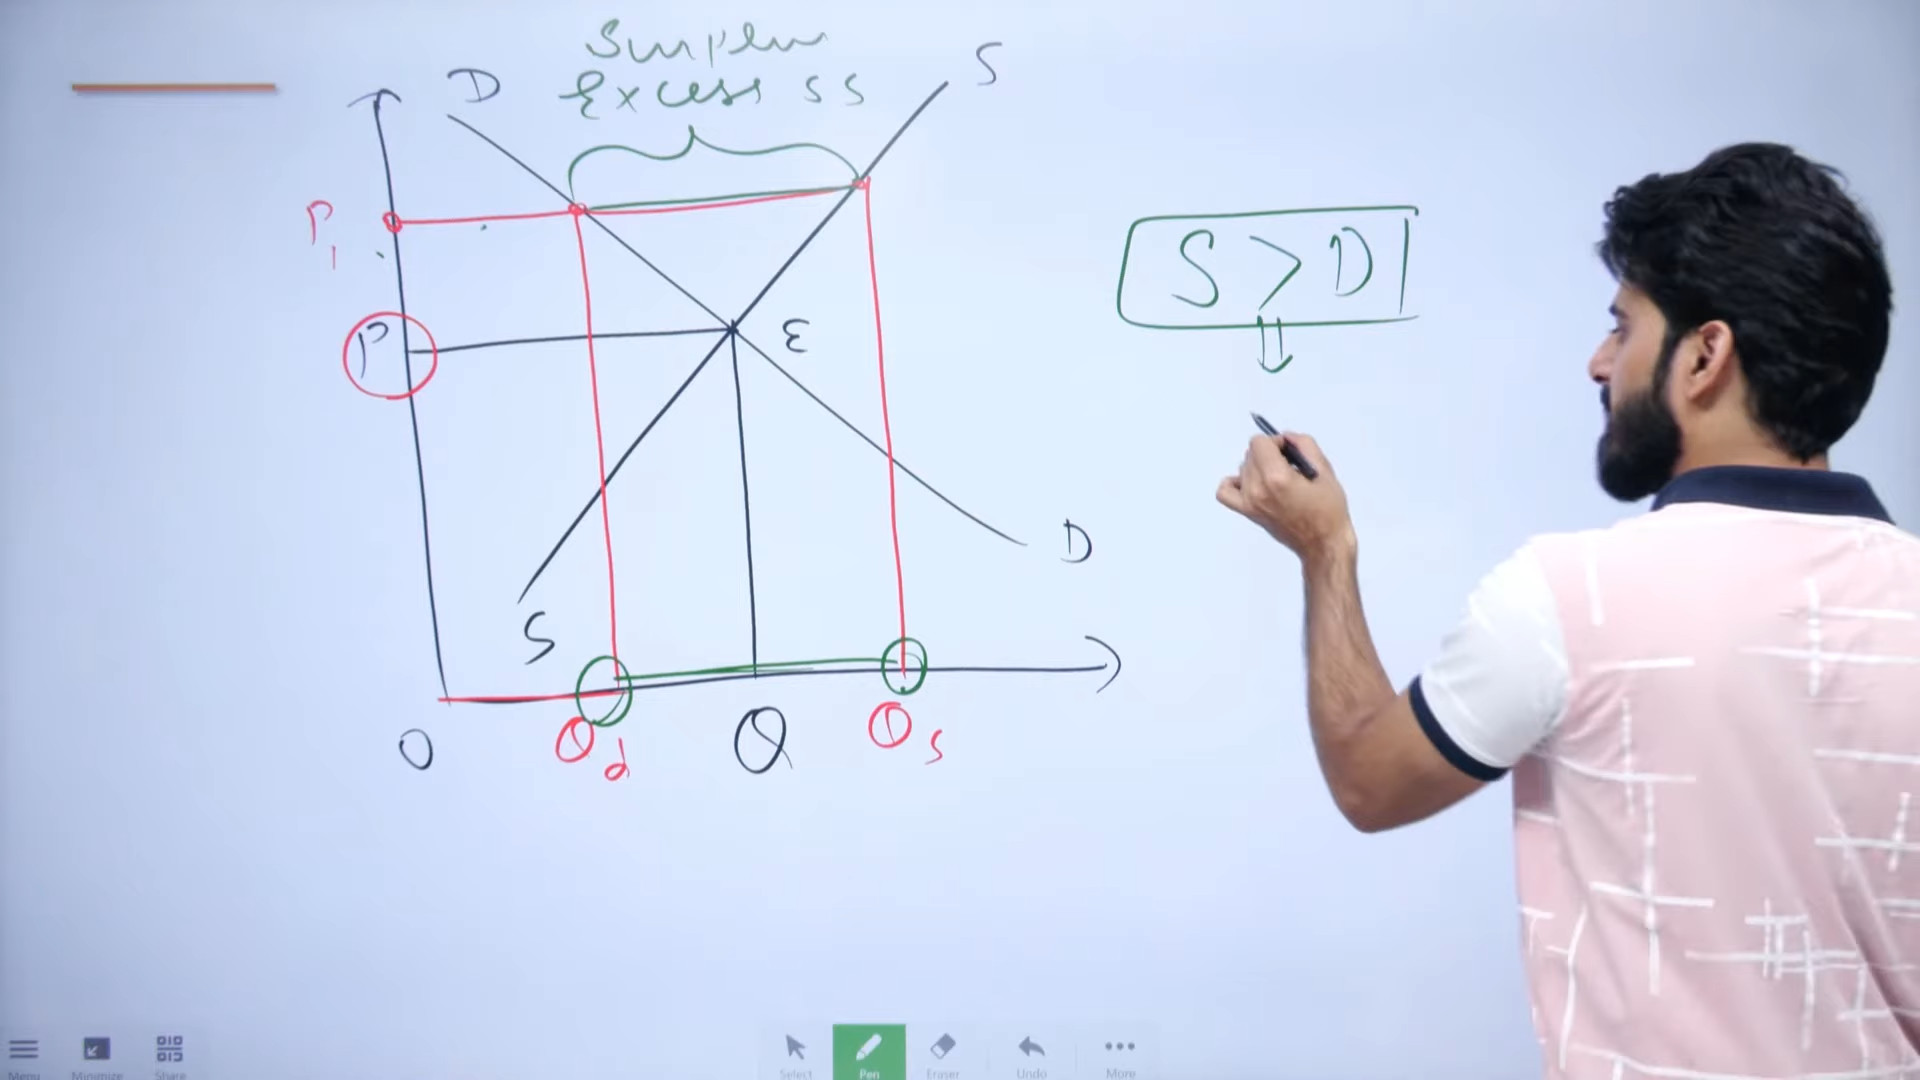 Surplus
Excess SS
D
S
P1
S > D
P
E
D
S
O
Qd
Q
Qs
Menu
Minimize
Share
Select
Pen
Eraser
Undo
More